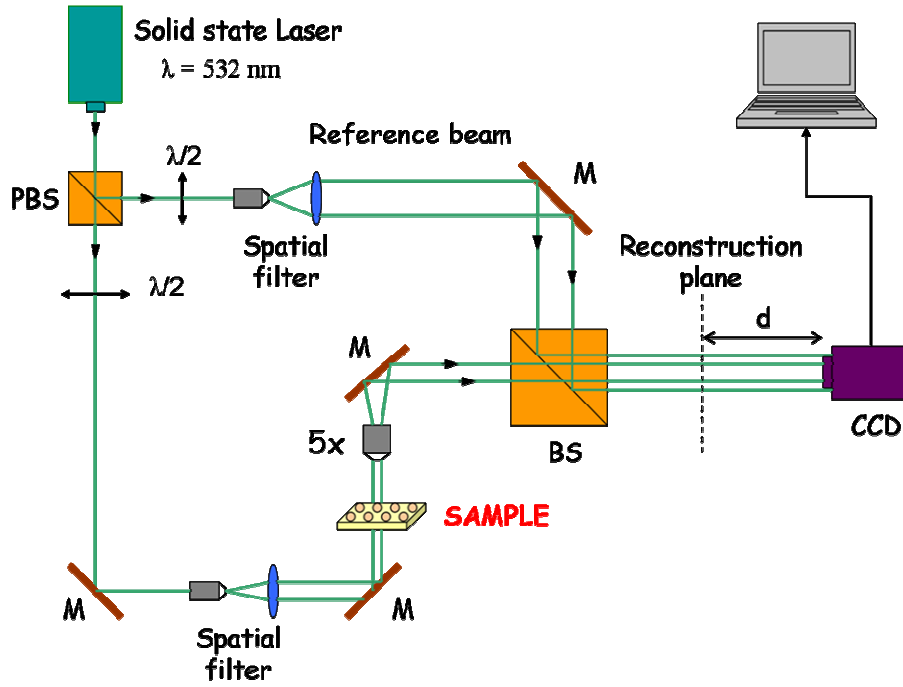 Solid state Laser
λ = 532 nm
Reference beam
λ/2
M
PBS
Spatial
filter
Reconstruction
plane
λ/2
d
M
CCD
5x
BS
SAMPLE
M
M
Spatial
filter